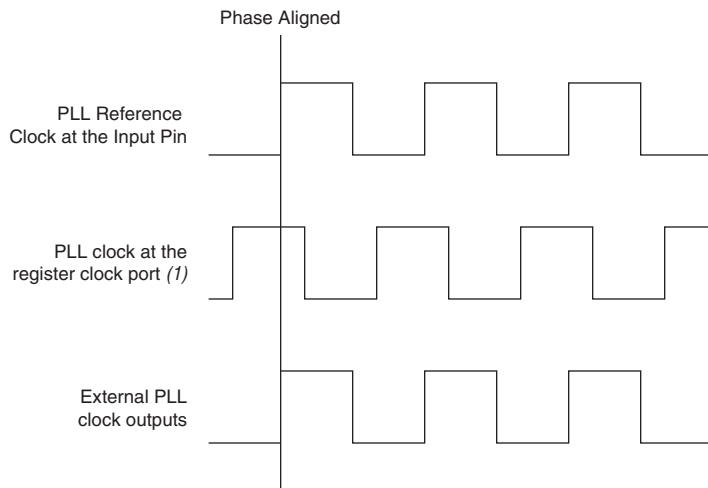 Phase Aligned
PLL Reference
Clock at the Input Pin
PLL clock at the
register clock port (1)
External PLL
clock outputs